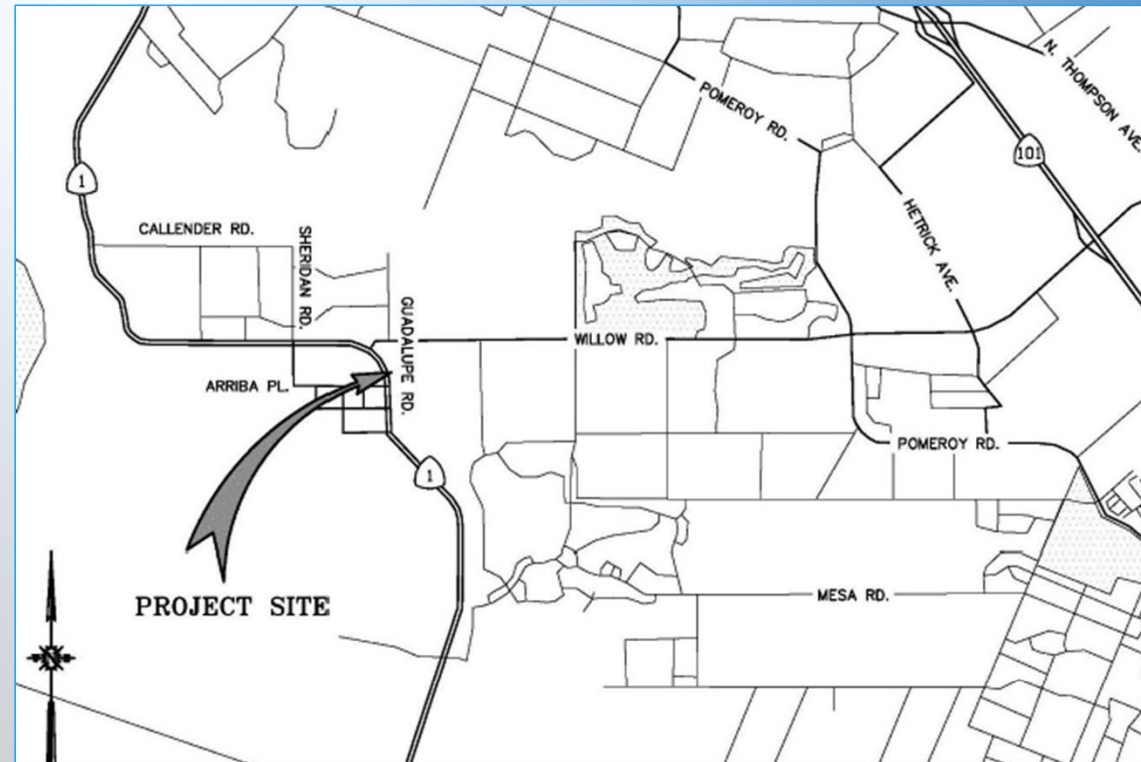 N. THOMPSON AVE.
POMEROY RD.
101
1
CALLENDER RD.
SHERIDAN RD.
HETRICK AVE.
GUADALUPE RD.
WILLOW RD.
ARRIBA PL.
POMEROY RD.
1
PROJECT SITE
MESA RD.
N